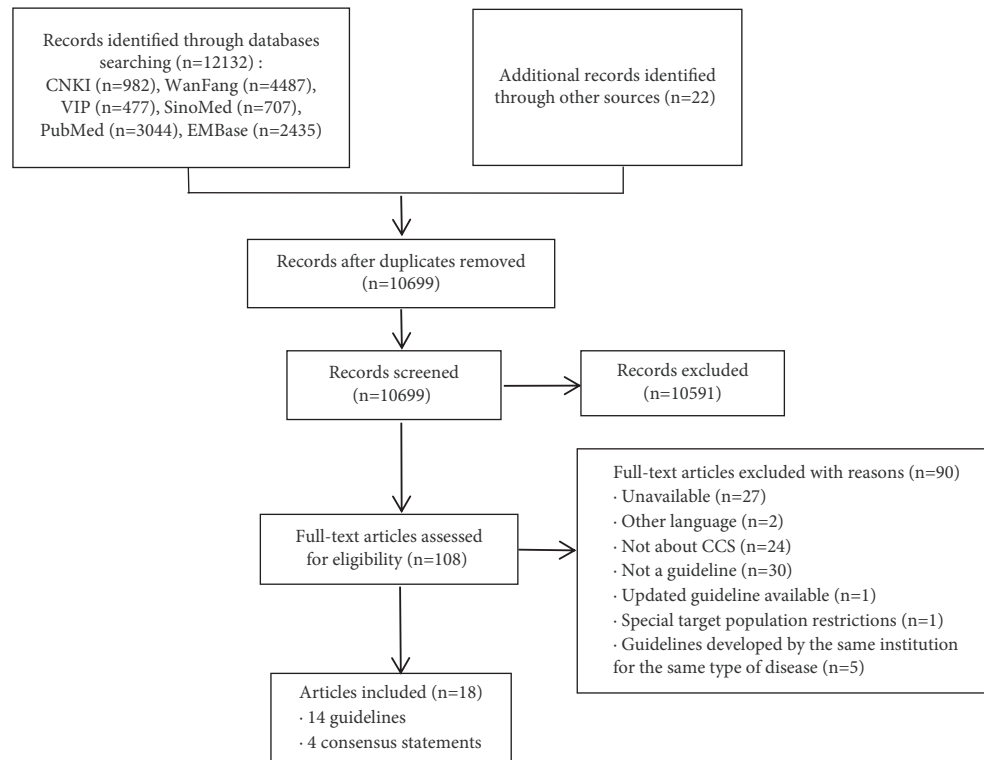 Records identified through databases
searching (n=12132) :
CNKI (n=982), WanFang (n=4487),
VIP (n=477), SinoMed (n=707),
PubMed (n=3044), EMBase (n=2435)
Additional records identified
through other sources (n=22)
Records after duplicates removed
(n=10699)
Records screened
(n=10699)
Records excluded
(n=10591)
Full-text articles assessed
for eligibility (n=108)
Full-text articles excluded with reasons (n=90)
· Unavailable (n=27)
· Other language (n=2)
· Not about CCS (n=24)
· Not a guideline (n=30)
· Updated guideline available (n=1)
· Special target population restrictions (n=1)
· Guidelines developed by the same institution
for the same type of disease (n=5)
Articles included (n=18)
· 14 guidelines
· 4 consensus statements